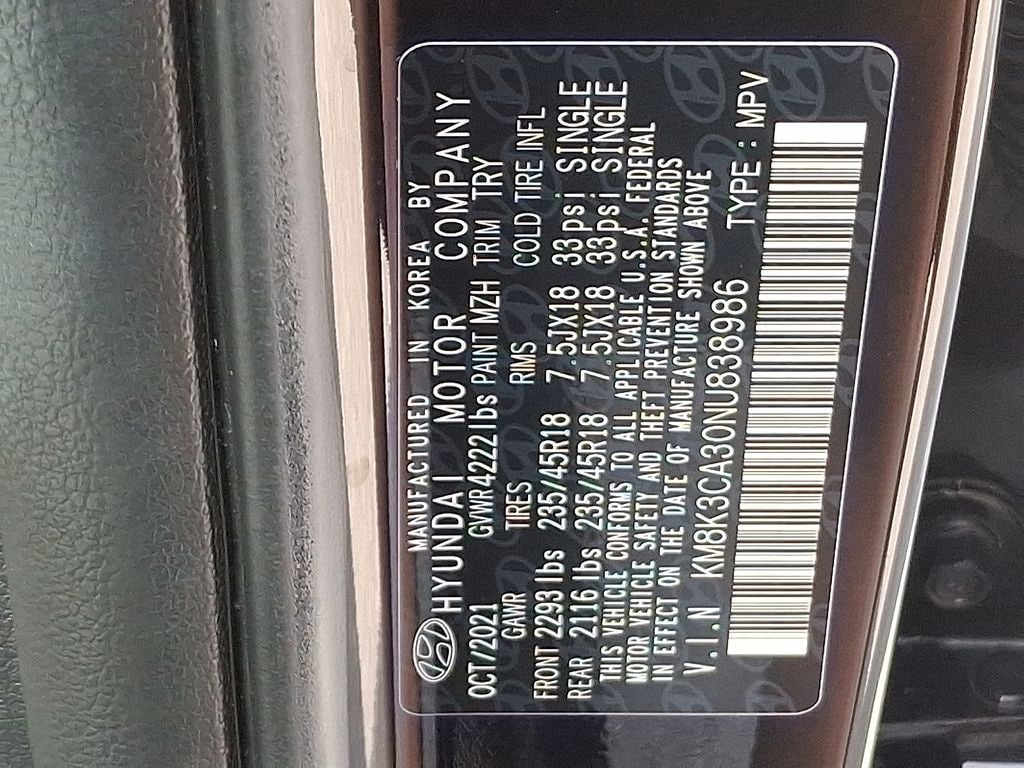 MANUFACTURED IN KOREA BY
HYUNDAI MOTOR COMPANY
OCT/2021 GVWR 4222 lbs PAINT MZH TRIM TRY
GAWR TIRES RIMS COLD TIRE INFL
FRONT 2293 lbs 235/45R18 7.5JX18 33psi SINGLE
REAR 2116 lbs 235/45R18 7.5JX18 33psi SINGLE
THIS VEHICLE CONFORMS TO ALL APPLICABLE U.S.A. FEDERAL
MOTOR VEHICLE SAFETY AND THEFT PREVENTION STANDARDS
IN EFFECT ON THE DATE OF MANUFACTURE SHOWN ABOVE
V.I.N KM8K3CA30NU838986 TYPE : MPV